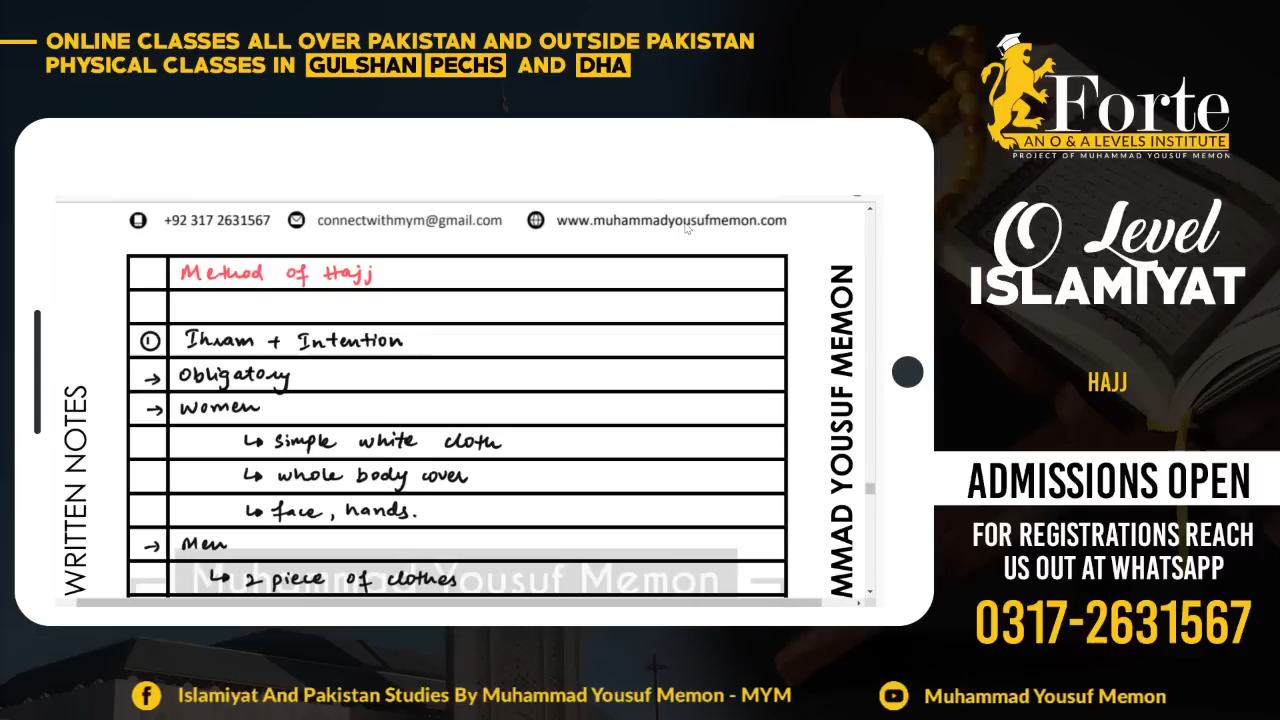 ONLINE CLASSES ALL OVER PAKISTAN AND OUTSIDE PAKISTAN
PHYSICAL CLASSES IN GULSHAN PECHS AND DHA
Forte
AN O & A LEVELS INSTITUTE
PROJECT OF MUHAMMAD YOUSUF MEMON
O Level
ISLAMIYAT
HAJJ
ADMISSIONS OPEN
FOR REGISTRATIONS REACH
US OUT AT WHATSAPP
0317-2631567
+92 317 2631567 connectwithmym@gmail.com www.muhammadyousufmemon.com
Method of Hajj
① Ihram + Intention
→ Obligatory
→ Women
↳ simple white cloth
↳ whole body cover
↳ face, hands.
→ Men
↳ 2 piece of clothes
Muhammad Yousuf Memon
WRITTEN NOTES
MMAD YOUSUF MEMON
Islamiyat And Pakistan Studies By Muhammad Yousuf Memon - MYM
Muhammad Yousuf Memon